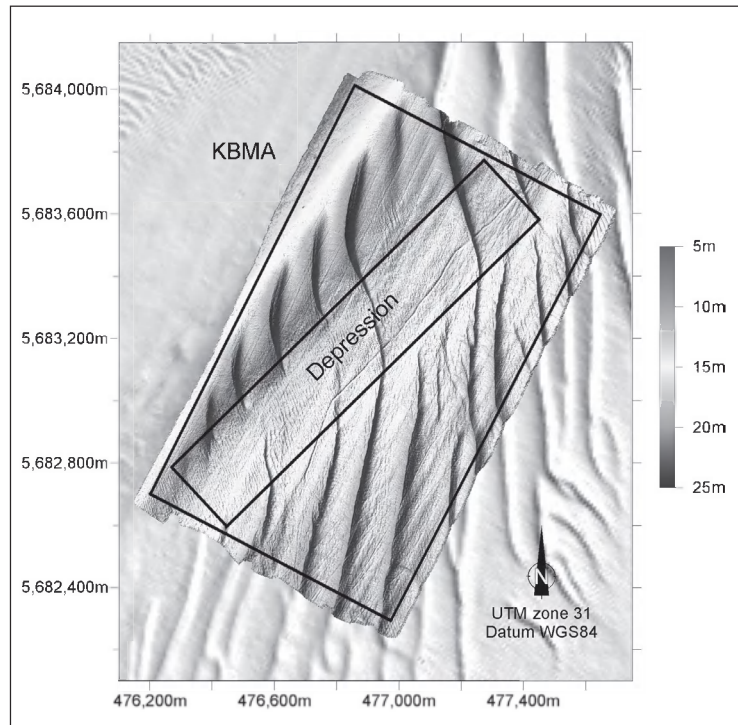 5,684,000m
KBMA
5,683,600m
5m
10m
5,683,200m
Depression
15m
20m
5,682,800m
25m
5,682,400m
N
UTM zone 31
Datum WGS84
476,200m
476,600m
477,000m
477,400m